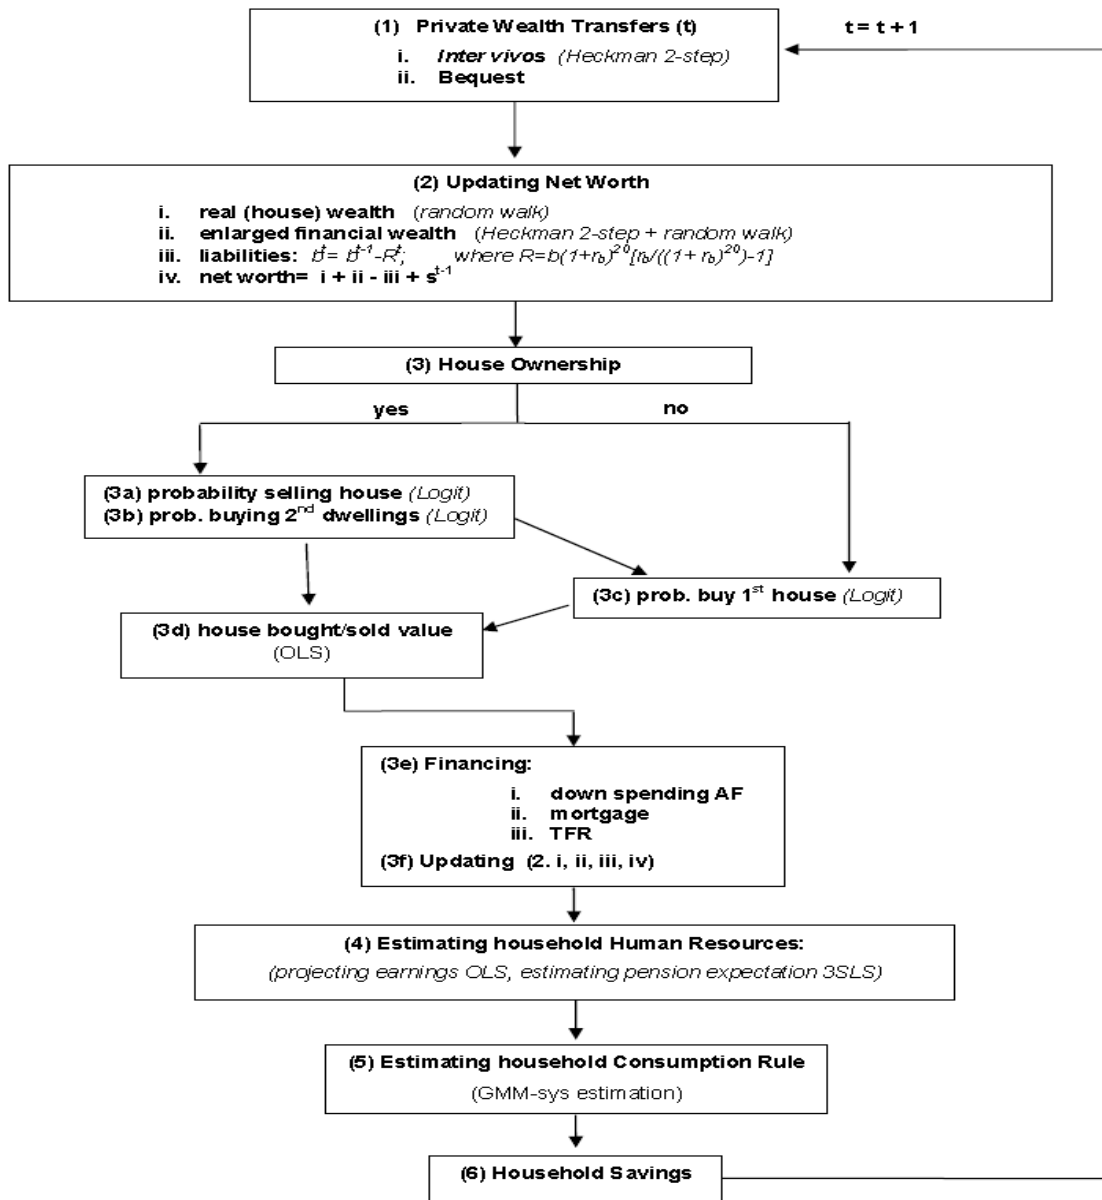 (1) Private Wealth Transfers (t)
t = t + 1
i. Inter vivos (Heckman 2-step)
ii. Bequest
(2) Updating Net Worth
i. real (house) wealth (random walk)
ii. enlarged financial wealth (Heckman 2-step + random walk)
iii. liabilities: bᵗ= bᵗ⁻¹-Rᵗ; where R=b(1+r_b)²⁰[r_b/((1+ r_b)²⁰)-1]
iv. net worth= i + ii - iii + sᵗ⁻¹
(3) House Ownership
yes no
(3a) probability selling house (Logit)
(3b) prob. buying 2nd dwellings (Logit)
(3c) prob. buy 1st house (Logit)
(3d) house bought/sold value
(OLS)
(3e) Financing:
i. down spending AF
ii. mortgage
iii. TFR
(3f) Updating (2. i, ii, iii, iv)
(4) Estimating household Human Resources:
(projecting earnings OLS, estimating pension expectation 3SLS)
(5) Estimating household Consumption Rule
(GMM-sys estimation)
(6) Household Savings